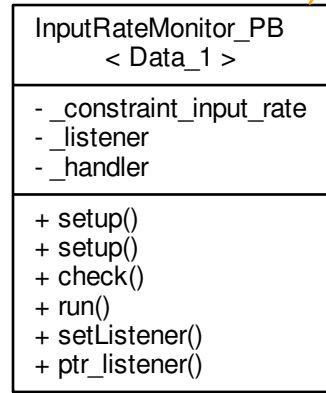 InputRateMonitor_PB
< Data_1 >
- _constraint_input_rate
- _listener
- _handler
+ setup()
+ setup()
+ check()
+ run()
+ setListener()
+ ptr_listener()